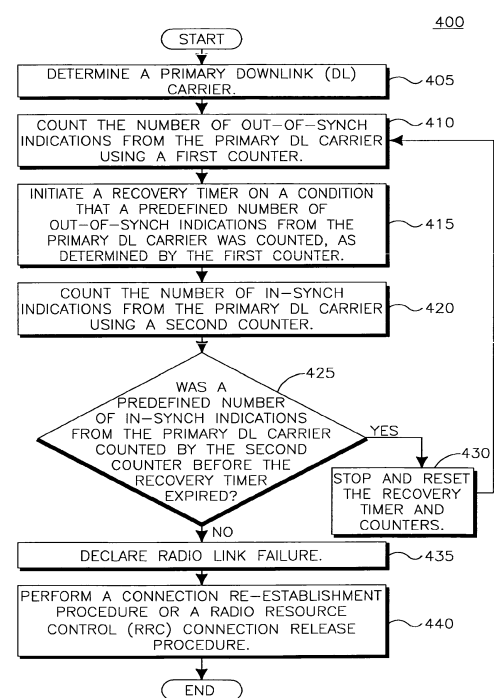 400
START
DETERMINE A PRIMARY DOWNLINK (DL)
CARRIER.
405
COUNT THE NUMBER OF OUT-OF-SYNCH
INDICATIONS FROM THE PRIMARY DL CARRIER
USING A FIRST COUNTER.
410
INITIATE A RECOVERY TIMER ON A CONDITION
THAT A PREDEFINED NUMBER OF
OUT-OF-SYNCH INDICATIONS FROM THE
PRIMARY DL CARRIER WAS COUNTED, AS
DETERMINED BY THE FIRST COUNTER.
415
COUNT THE NUMBER OF IN-SYNCH
INDICATIONS FROM THE PRIMARY DL CARRIER
USING A SECOND COUNTER.
420
425
WAS A
PREDEFINED NUMBER
OF IN-SYNCH INDICATIONS
FROM THE PRIMARY DL CARRIER
COUNTED BY THE SECOND
COUNTER BEFORE THE
RECOVERY TIMER
EXPIRED?
YES
430
STOP AND RESET
THE RECOVERY
TIMER AND
COUNTERS.
NO
DECLARE RADIO LINK FAILURE.
435
PERFORM A CONNECTION RE-ESTABLISHMENT
PROCEDURE OR A RADIO RESOURCE
CONTROL (RRC) CONNECTION RELEASE
PROCEDURE.
440
END